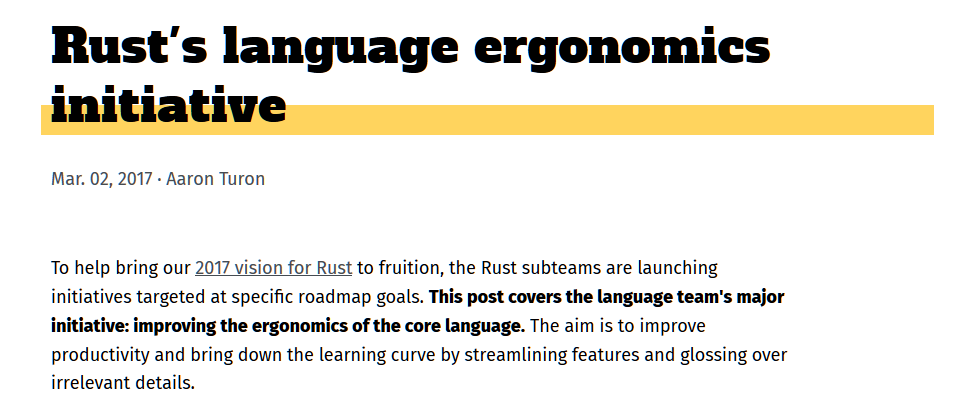 Rust’s language ergonomics
initiative
Mar. 02, 2017 · Aaron Turon
To help bring our 2017 vision for Rust to fruition, the Rust subteams are launching
initiatives targeted at specific roadmap goals. This post covers the language team's major
initiative: improving the ergonomics of the core language. The aim is to improve
productivity and bring down the learning curve by streamlining features and glossing over
irrelevant details.